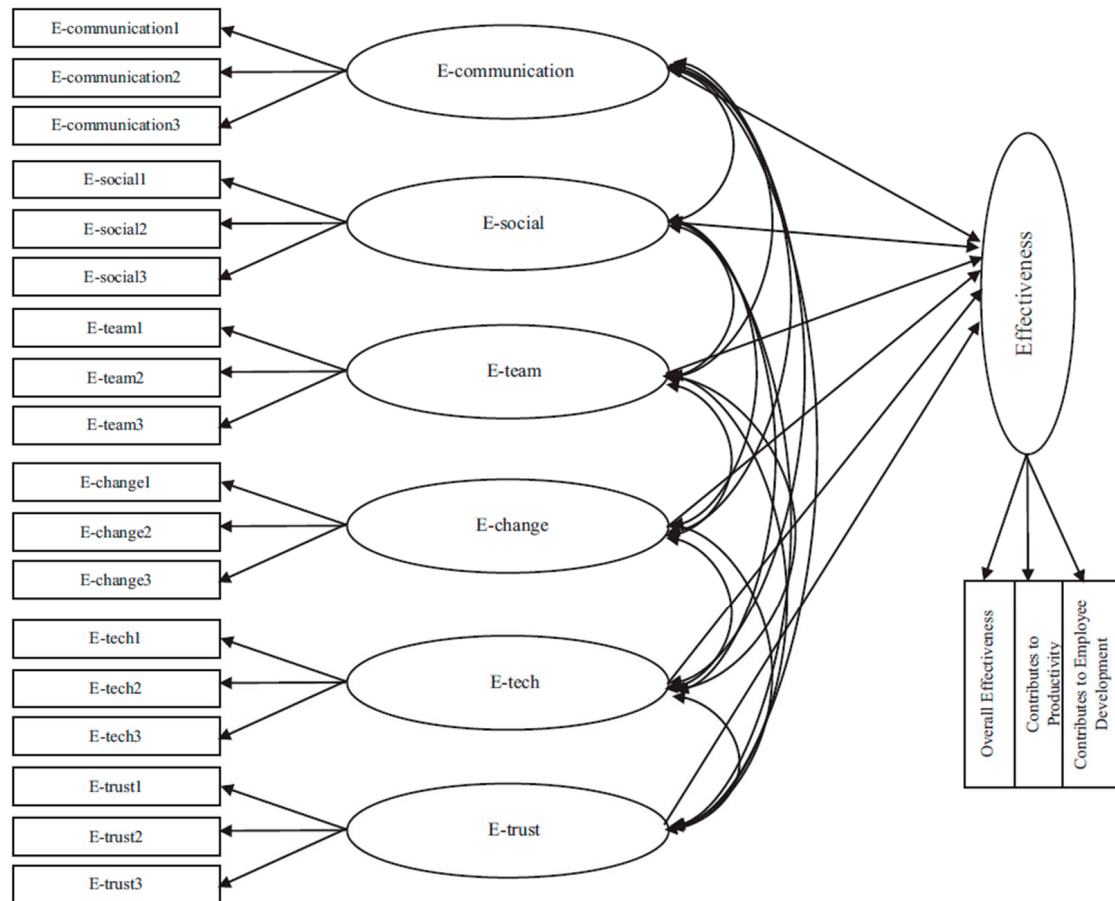 E-communication1
E-communication2
E-communication3
E-communication
E-social1
E-social2
E-social3
E-social
E-team1
E-team2
E-team3
E-team
E-change1
E-change2
E-change3
E-change
E-tech1
E-tech2
E-tech3
E-tech
E-trust1
E-trust2
E-trust3
E-trust
Effectiveness
Overall Effectiveness
Contributes to
Productivity
Contributes to Employee
Development